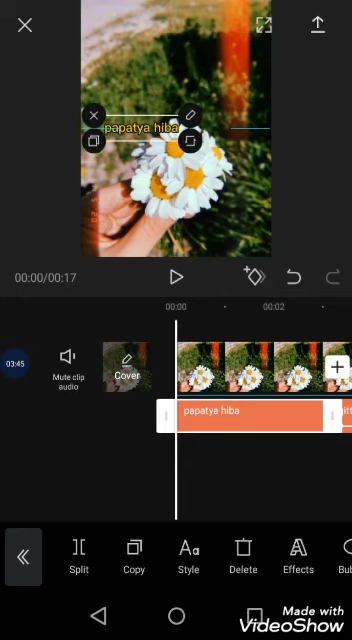 papatya hiba
00:00/00:17
00:00
00:02
03:45
Mute clip
audio
Cover
papatya hiba
Split
Copy
Style
Delete
Effects
Aa
Made with
VideoShow